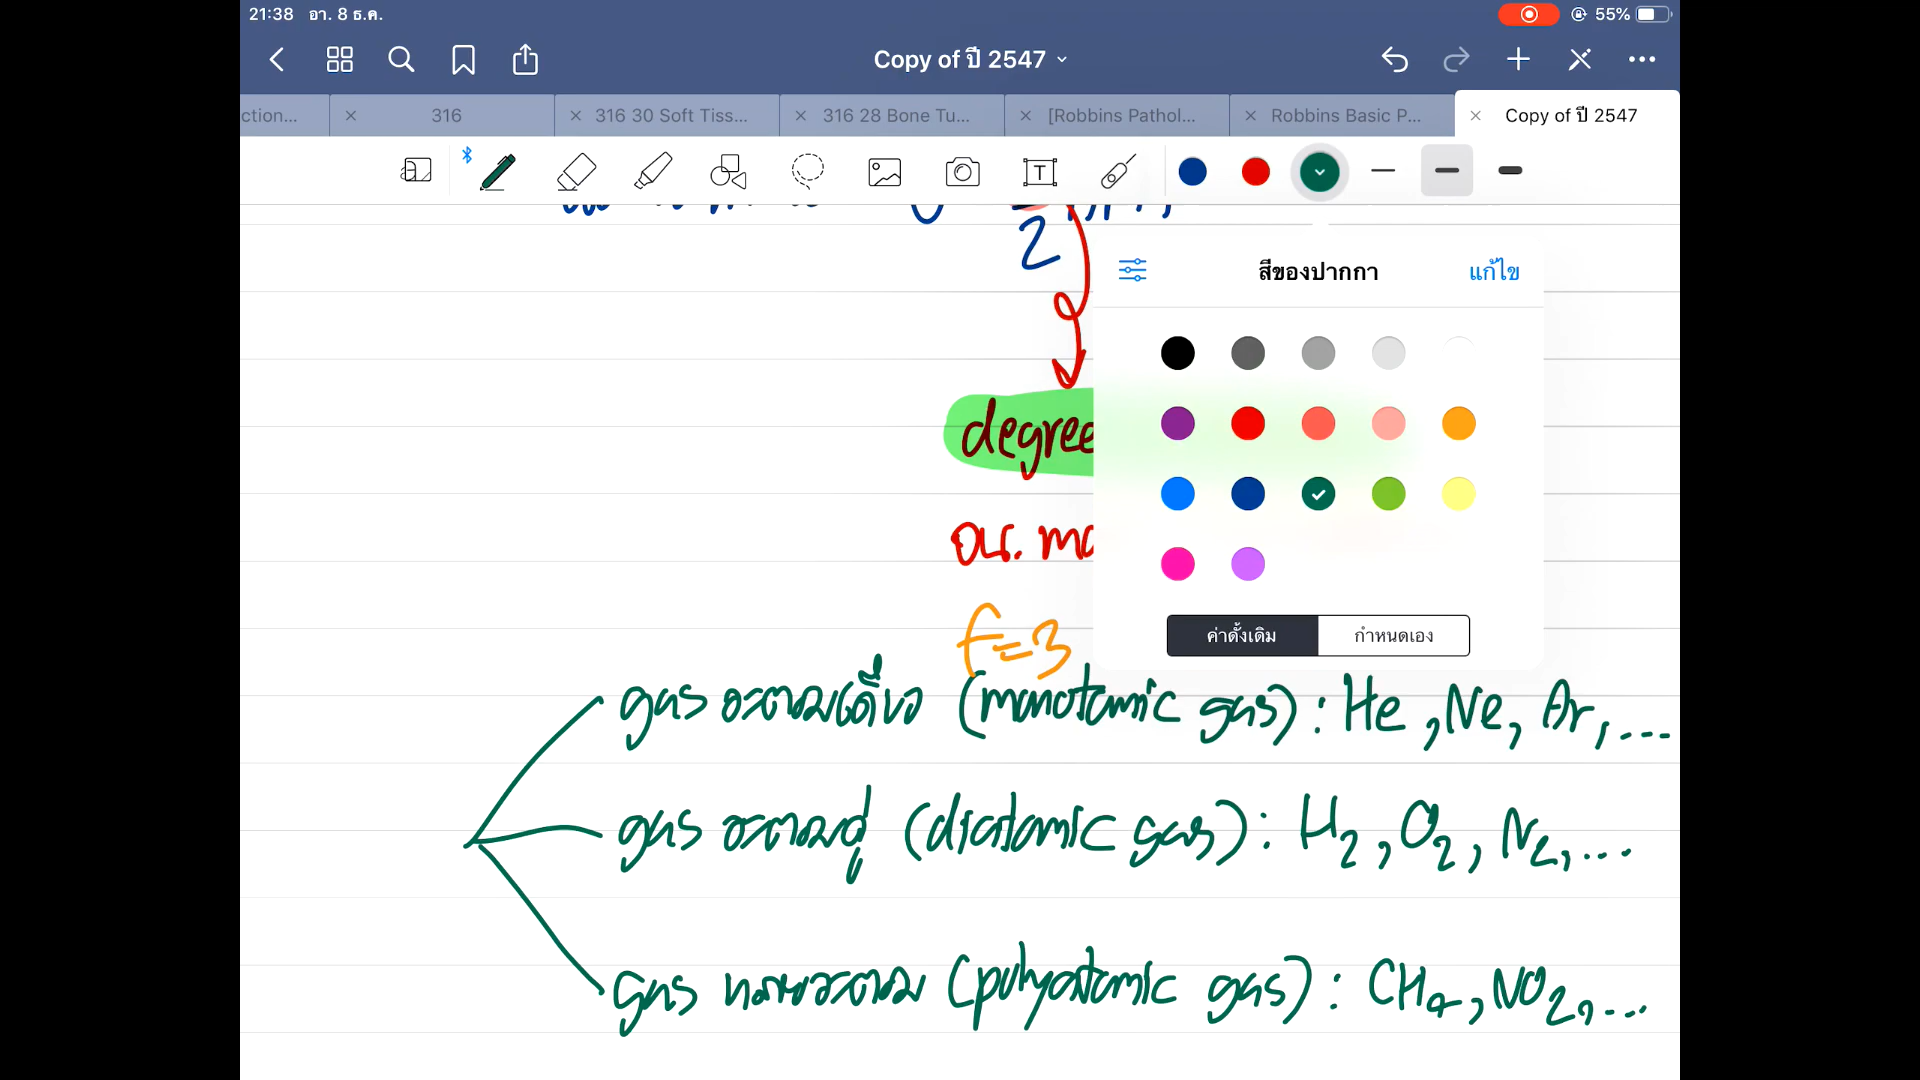 21:38 อา. 8 ธ.ค. 55%
Copy of ปี 2547
ction... 316 316 30 Soft Tiss... 316 28 Bone Tu... [Robbins Pathol... Robbins Basic P... Copy of ปี 2547
2
สีของปากกา แก้ไข
degree
f=3
ค่าดั้งเดิม กำหนดเอง
gas อะตอมเดี่ยว (monotamic gas) : He, Ne, Ar, ...
gas อะตอมคู่ (diatamic gas) : H2, O2, N2, ...
gas หลายอะตอม (polyatamic gas) : CH4, NO2, ...